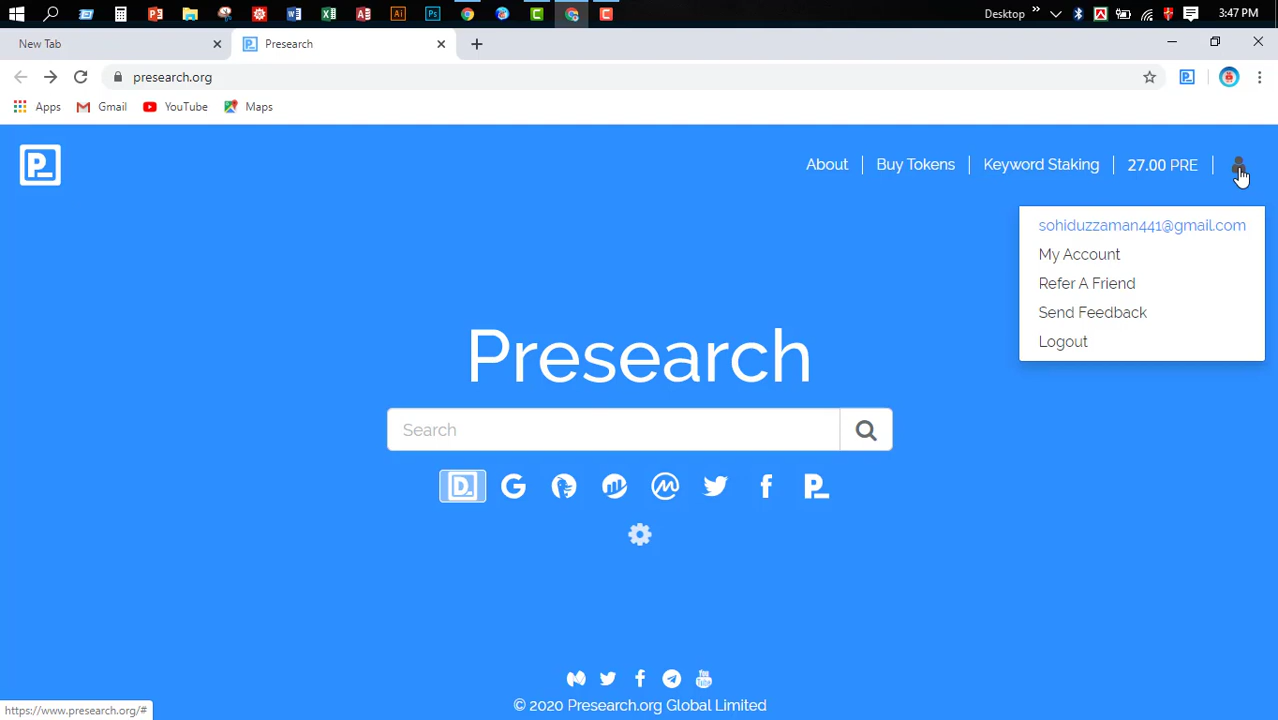 Desktop
3:47 PM
New Tab
Presearch
presearch.org
Apps
Gmail
YouTube
Maps
About
Buy Tokens
Keyword Staking
27.00 PRE
sohiduzzaman441@gmail.com
My Account
Refer A Friend
Send Feedback
Logout
Presearch
Search
© 2020 Presearch.org Global Limited
https://www.presearch.org/#